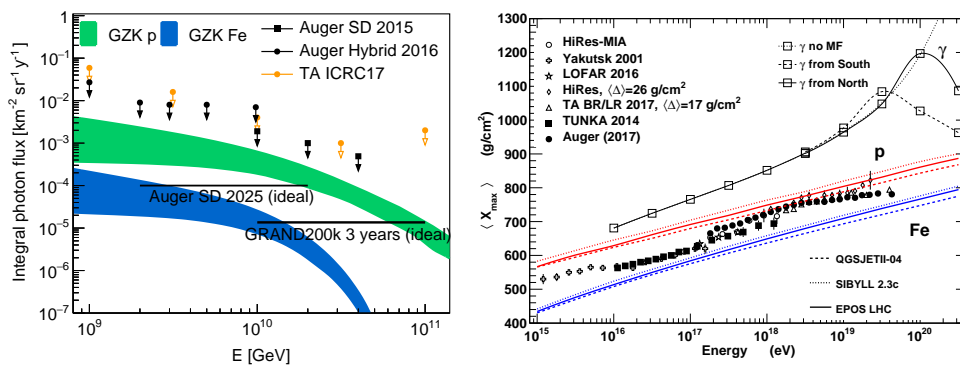 GZK p
GZK Fe
Auger SD 2015
Auger Hybrid 2016
TA ICRC17
Integral photon flux [km⁻² sr⁻¹ y⁻¹]
1
10⁻¹
10⁻²
10⁻³
10⁻⁴
10⁻⁵
10⁻⁶
10⁻⁷
Auger SD 2025 (ideal)
GRAND200k 3 years (ideal)
10⁹
10¹⁰
10¹¹
E [GeV]
⟨ X_max ⟩ (g/cm²)
1400
1300
1200
1100
1000
900
800
700
600
500
400
HiRes-MIA
Yakutsk 2001
LOFAR 2016
HiRes, ⟨Δ⟩=26 g/cm²
TA BR/LR 2017, ⟨Δ⟩=17 g/cm²
TUNKA 2014
Auger (2017)
γ no MF
γ from South
γ from North
γ
p
Fe
QGSJETII-04
SIBYLL 2.3c
EPOS LHC
10¹⁵
10¹⁶
10¹⁷
10¹⁸
10¹⁹
10²⁰
Energy (eV)